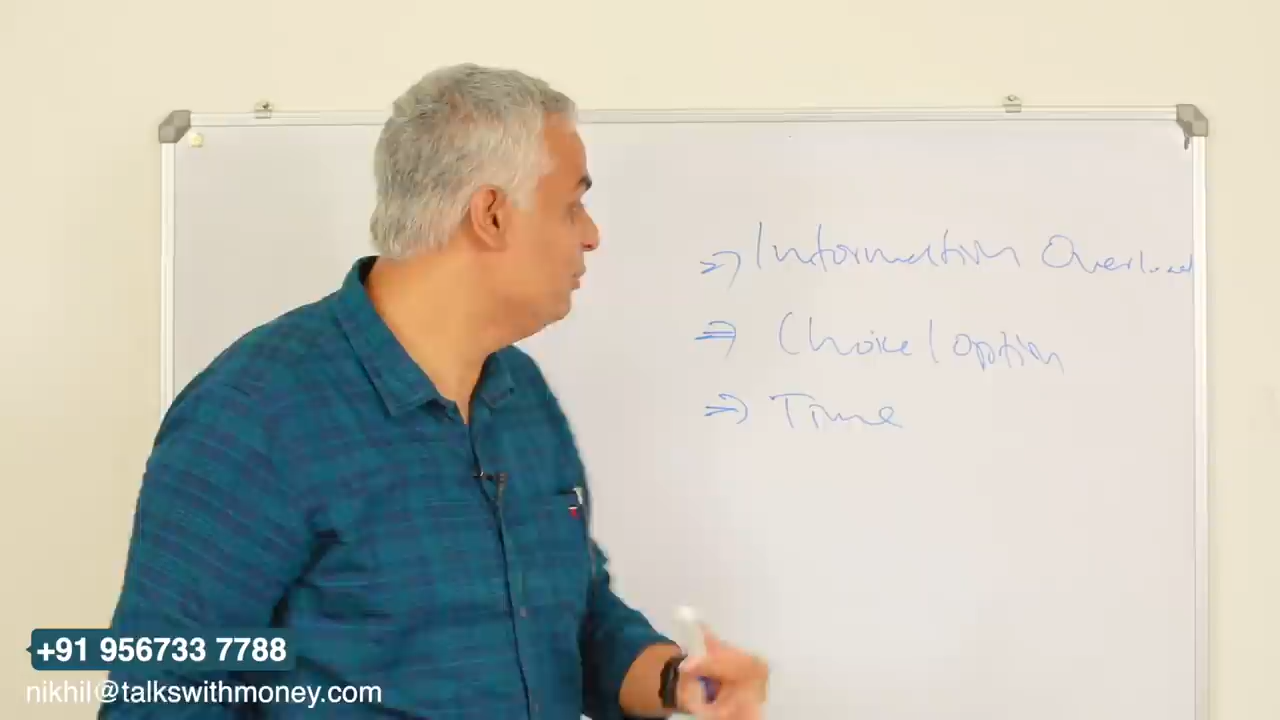 => Information Overload
=> Choice/option
=> Time
+91 956733 7788
nikhil@talkswithmoney.com